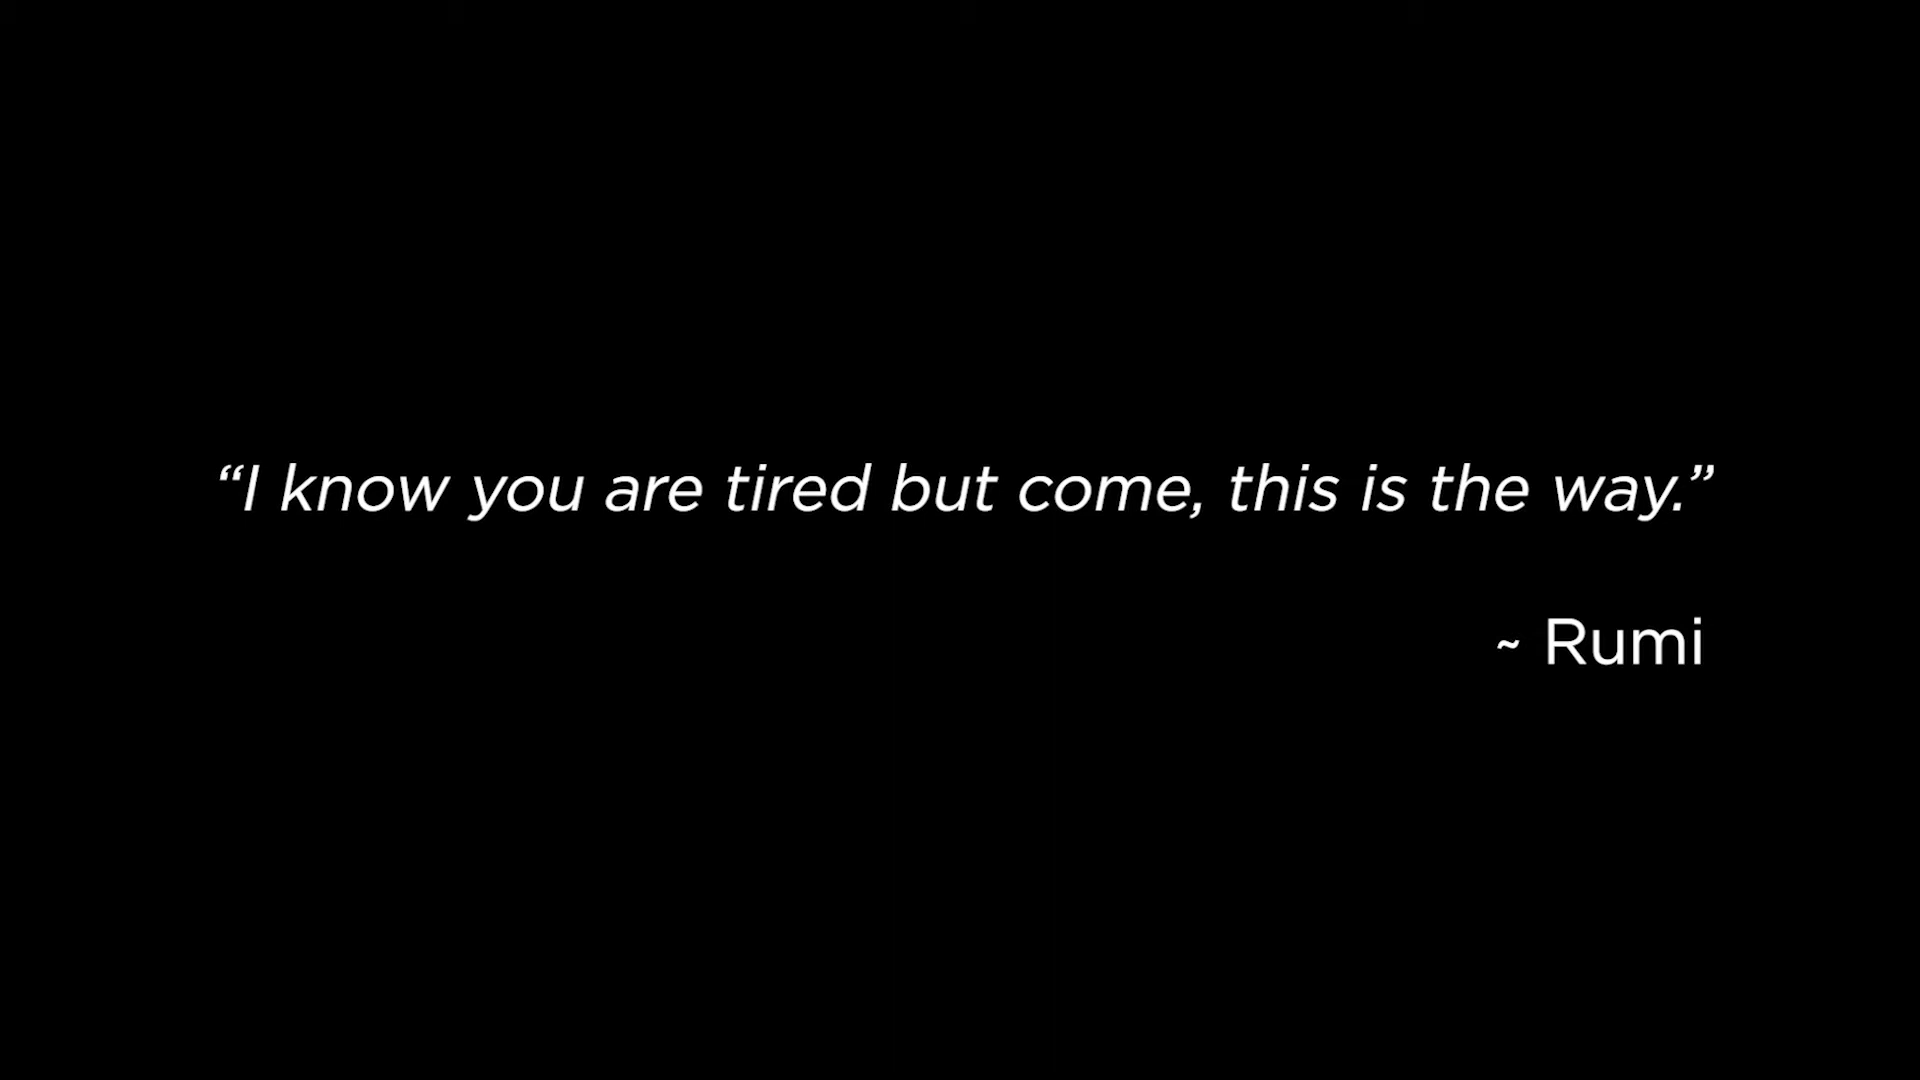 “I know you are tired but come, this is the way.”
~ Rumi